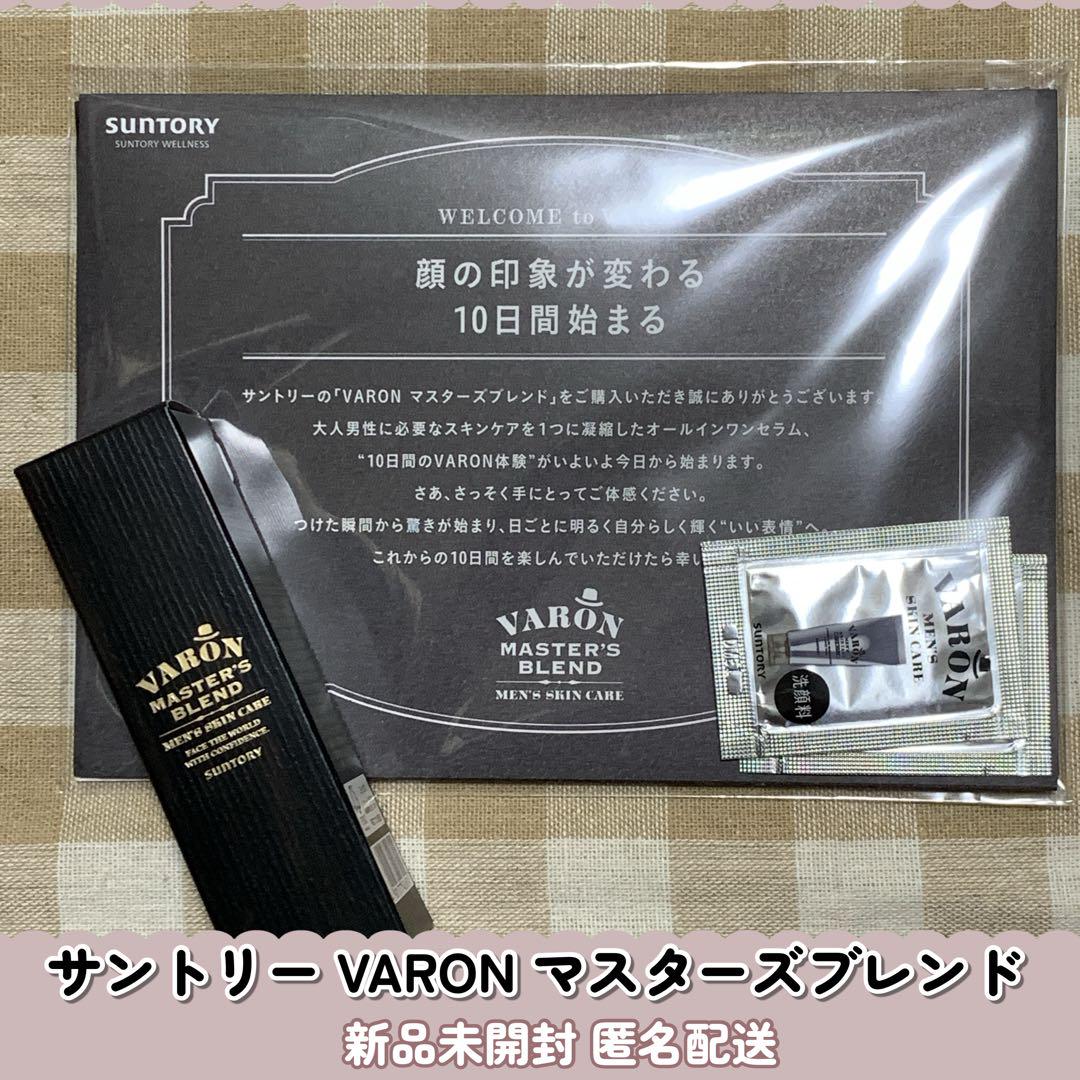 SUNTORY
SUNTORY WELLNESS
WELCOME to
顔の印象が変わる
10日間始まる
サントリーの「VARON マスターズブレンド」をご購入いただき誠にありがとうございます。
大人男性に必要なスキンケアを1つに凝縮したオールインワンセラム、
“10日間のVARON体験”がいよいよ今日から始まります。
さあ、さっそく手にとってご体感ください。
つけた瞬間から驚きが始まり、日ごとに明るく自分らしく輝く“いい表情”へ。
これからの10日間を楽しんでいただけたら幸い
VARON
MASTER'S
BLEND
MEN'S SKIN CARE
VARON
MASTER'S
BLEND
MEN'S SKIN CARE
FACE THE WORLD
WITH CONFIDENCE.
SUNTORY
VARON
MEN'S
SKIN CARE
VARON
SUNTORY
洗顔料
サントリー VARON マスターズブレンド
新品未開封 匿名配送